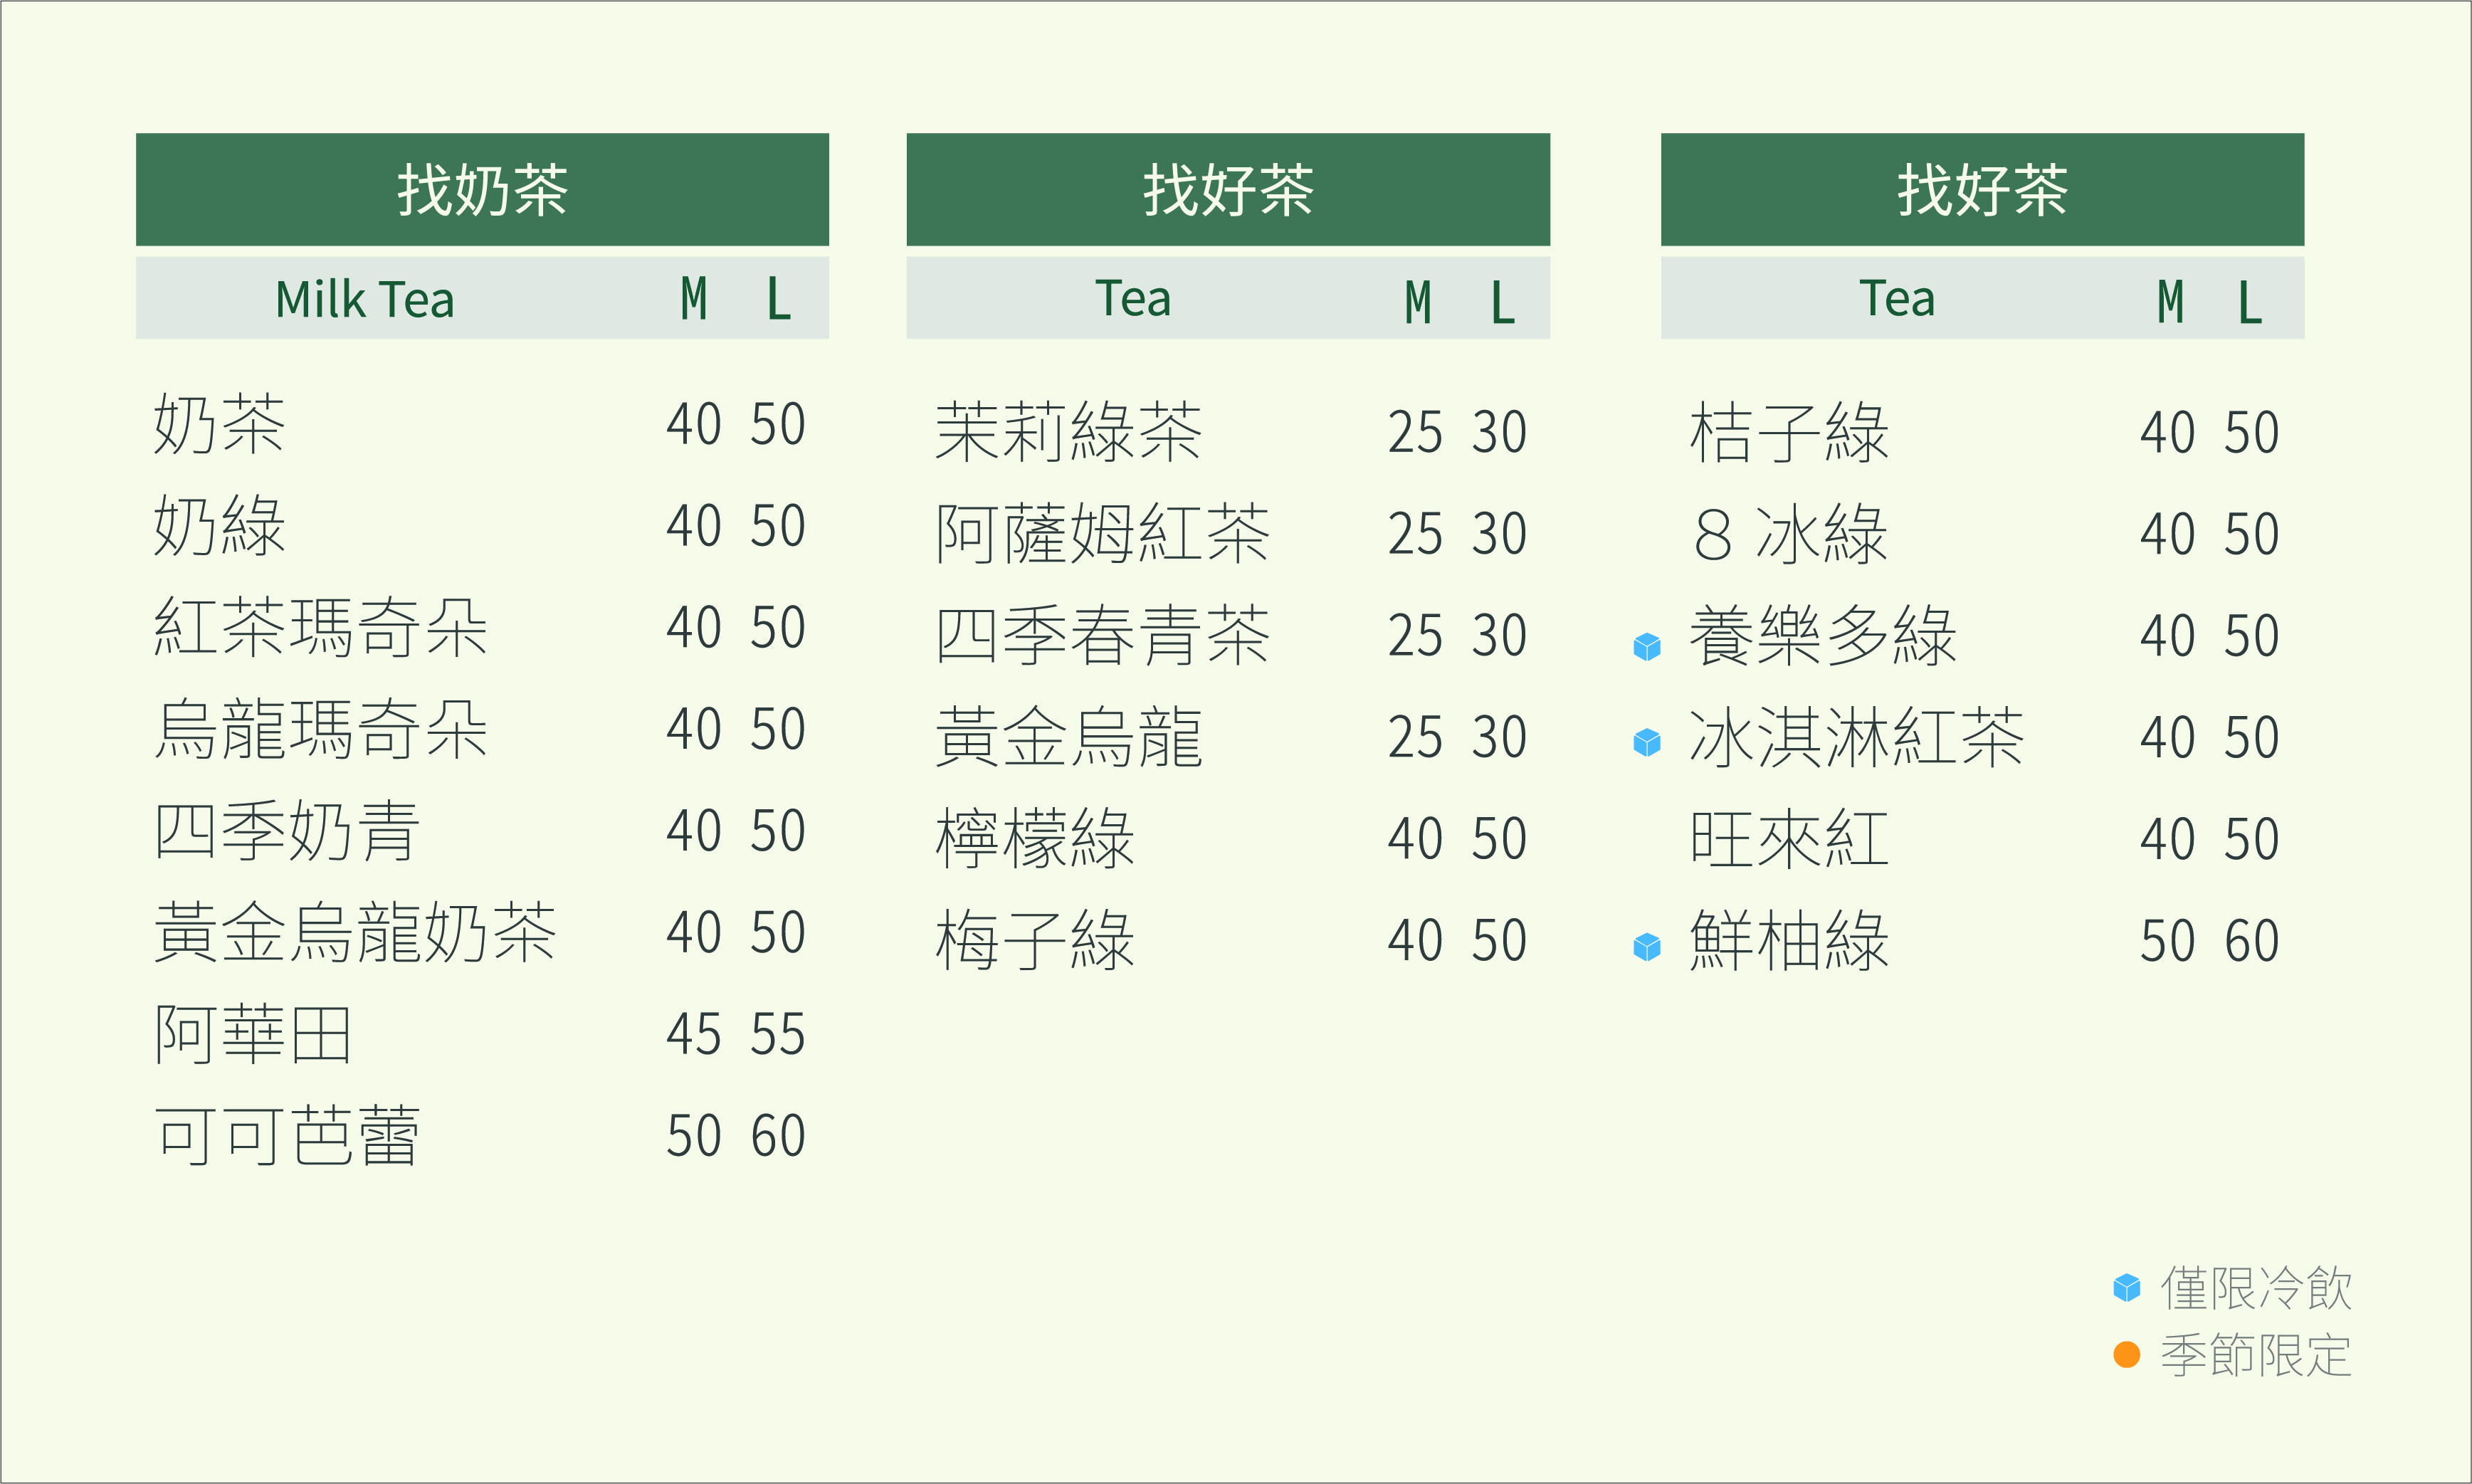 找奶茶
Milk Tea M L
奶茶 40 50
奶綠 40 50
紅茶瑪奇朵 40 50
烏龍瑪奇朵 40 50
四季奶青 40 50
黃金烏龍奶茶 40 50
阿華田 45 55
可可芭蕾 50 60
找好茶
Tea M L
茉莉綠茶 25 30
阿薩姆紅茶 25 30
四季春青茶 25 30
黃金烏龍 25 30
檸檬綠 40 50
梅子綠 40 50
找好茶
Tea M L
桔子綠 40 50
8冰綠 40 50
養樂多綠 40 50
冰淇淋紅茶 40 50
旺來紅 40 50
鮮柚綠 50 60
僅限冷飲
季節限定